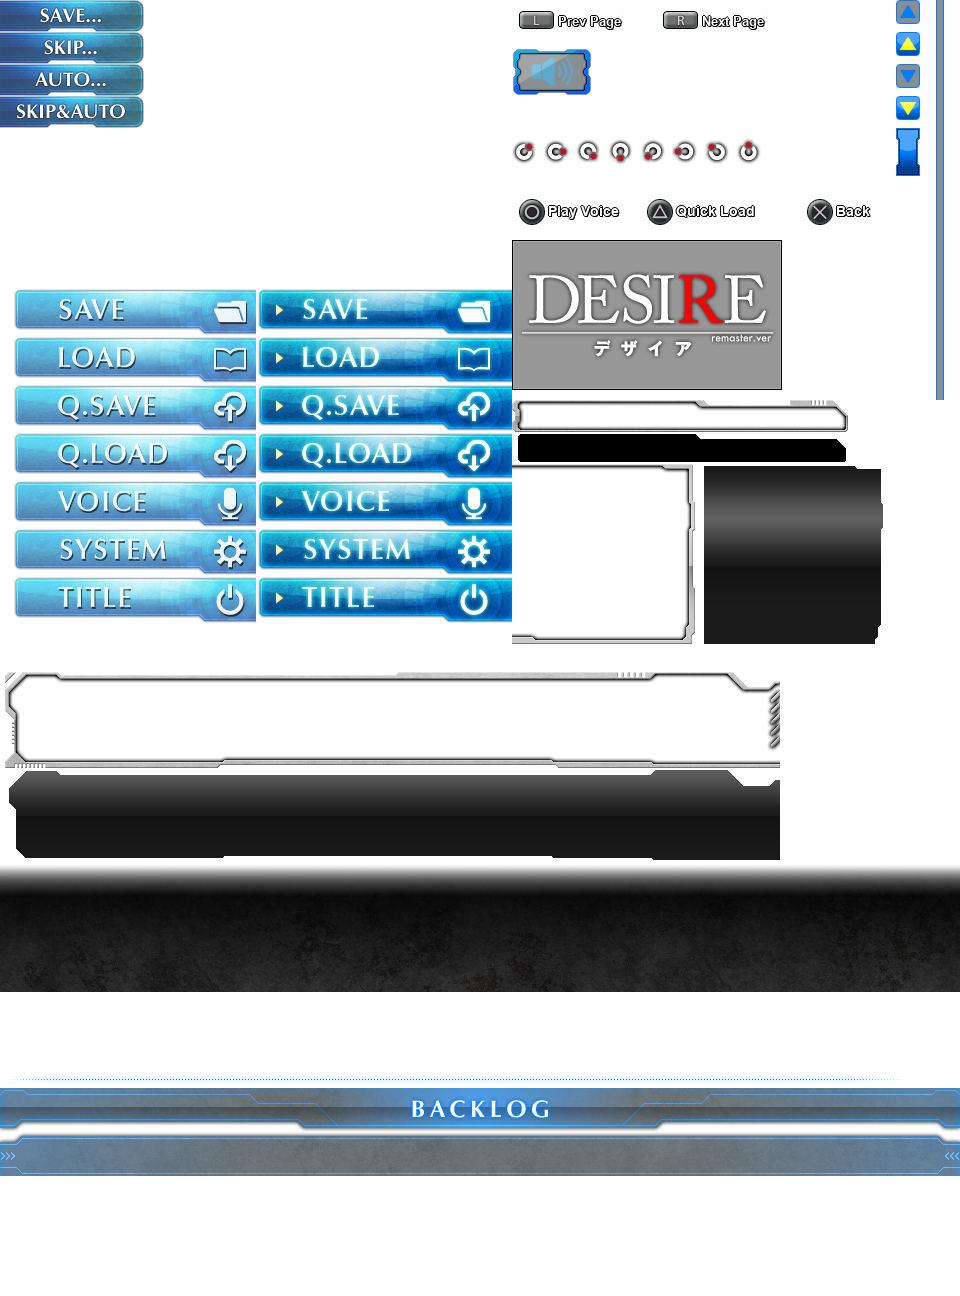 SAVE...
SKIP...
AUTO...
SKIP&AUTO
L Prev Page
R Next Page
Play Voice
Quick Load
Back
SAVE
LOAD
Q.SAVE
Q.LOAD
VOICE
SYSTEM
TITLE
SAVE
LOAD
Q.SAVE
Q.LOAD
VOICE
SYSTEM
TITLE
DESIRE
remaster.ver
デザイア
BACKLOG